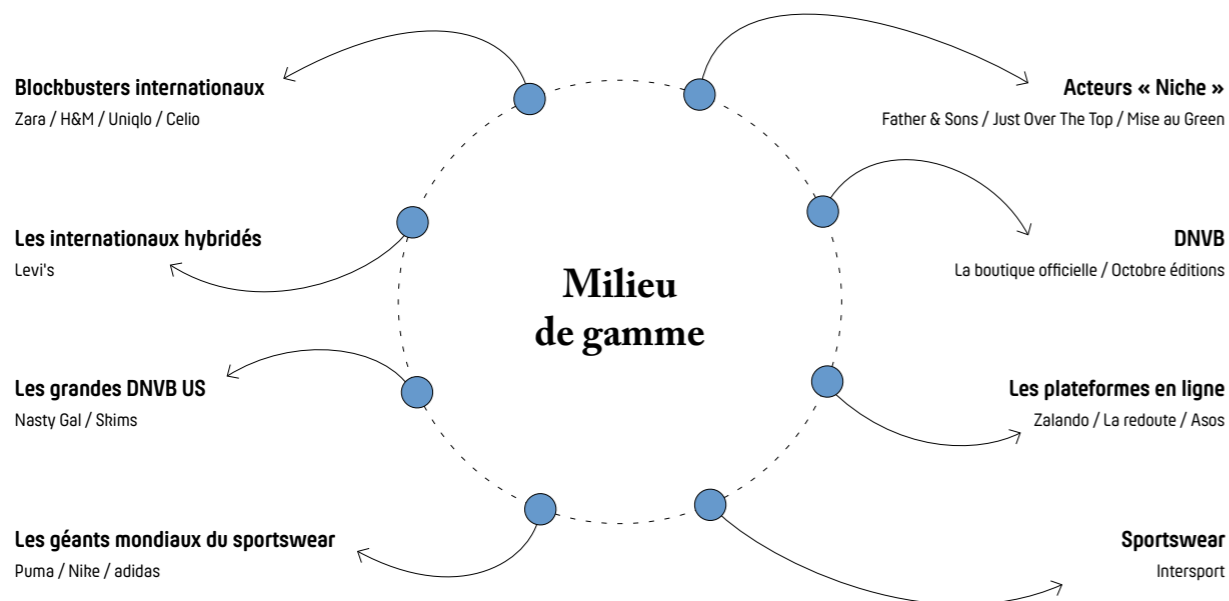 Blockbusters internationaux
Zara / H&M / Uniqlo / Celio
Les internationaux hybridés
Levi's
Les grandes DNVB US
Nasty Gal / Skims
Les géants mondiaux du sportswear
Puma / Nike / adidas
Milieu
de gamme
Acteurs « Niche »
Father & Sons / Just Over The Top / Mise au Green
DNVB
La boutique officielle / Octobre éditions
Les plateformes en ligne
Zalando / La redoute / Asos
Sportswear
Intersport